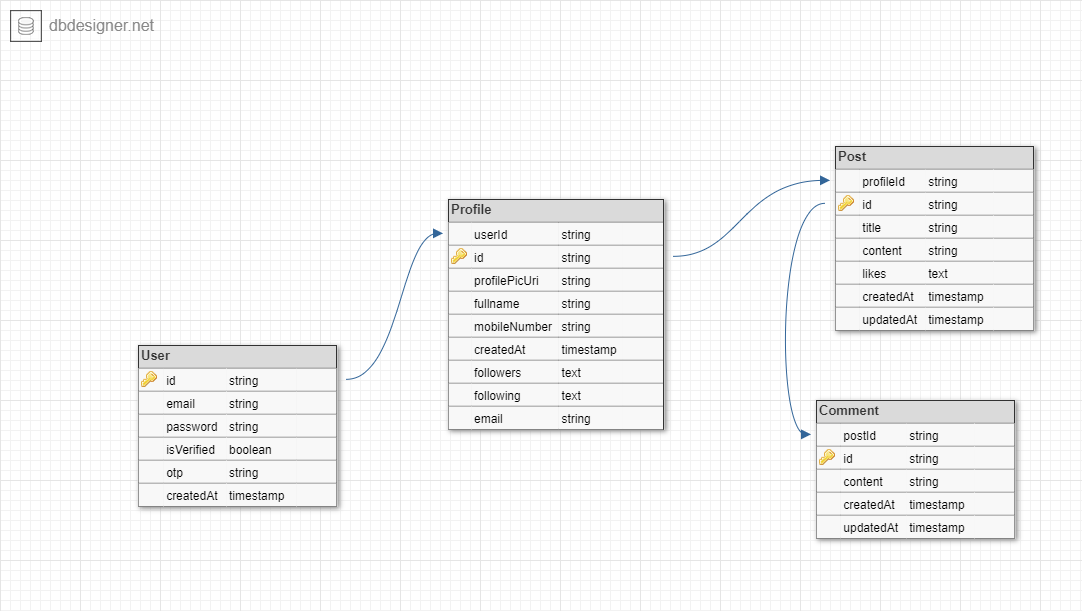 dbdesigner.net
User
id string
email string
password string
isVerified boolean
otp string
createdAt timestamp
Profile
userId string
id string
profilePicUri string
fullname string
mobileNumber string
createdAt timestamp
followers text
following text
email string
Post
profileId string
id string
title string
content string
likes text
createdAt timestamp
updatedAt timestamp
Comment
postId string
id string
content string
createdAt timestamp
updatedAt timestamp